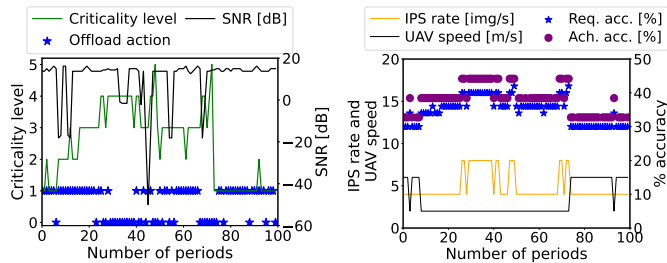 Criticality level
SNR [dB]
Offload action
Criticality level
5
4
3
2
1
0
20
0
−20
−40
−60
SNR [dB]
0
20
40
60
80
100
Number of periods
IPS rate [img/s]
Req. acc. [%]
UAV speed [m/s]
Ach. acc. [%]
IPS rate and
UAV speed
20
15
10
5
0
50
40
30
20
10
0
% accuracy
0
20
40
60
80
100
Number of periods